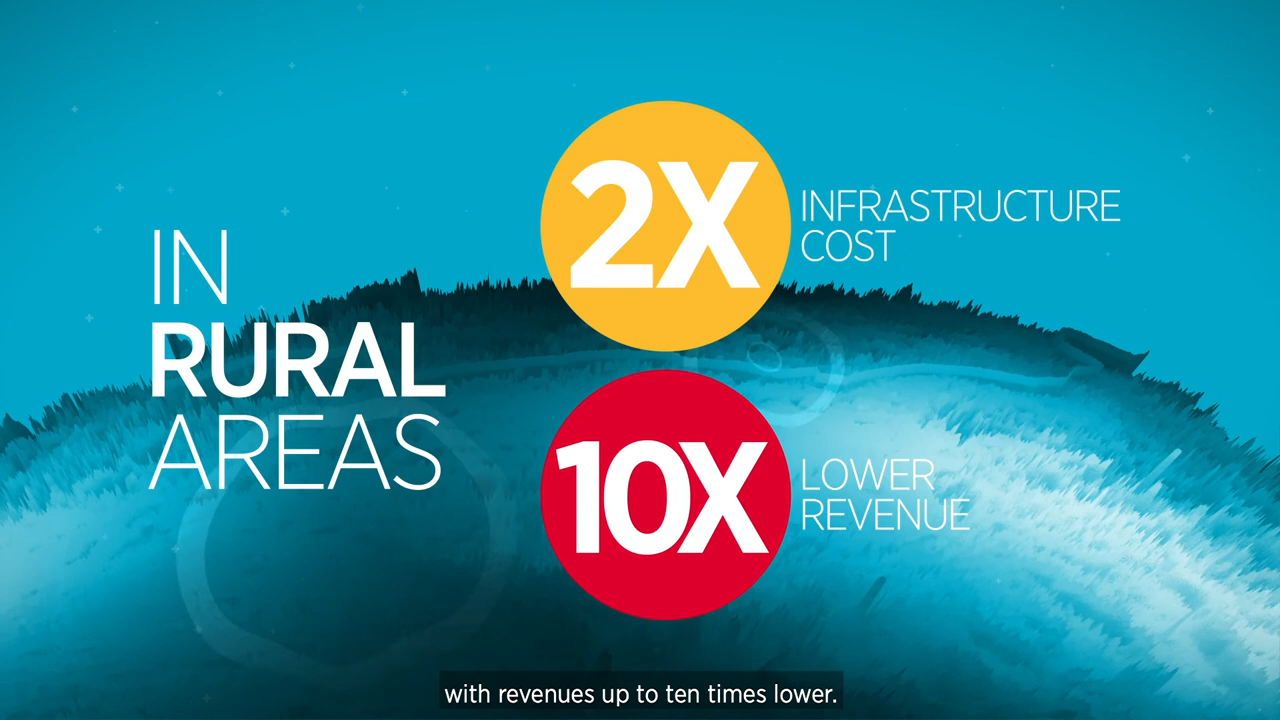 IN
RURAL
AREAS
2X
INFRASTRUCTURE
COST
10X
LOWER
REVENUE
with revenues up to ten times lower.